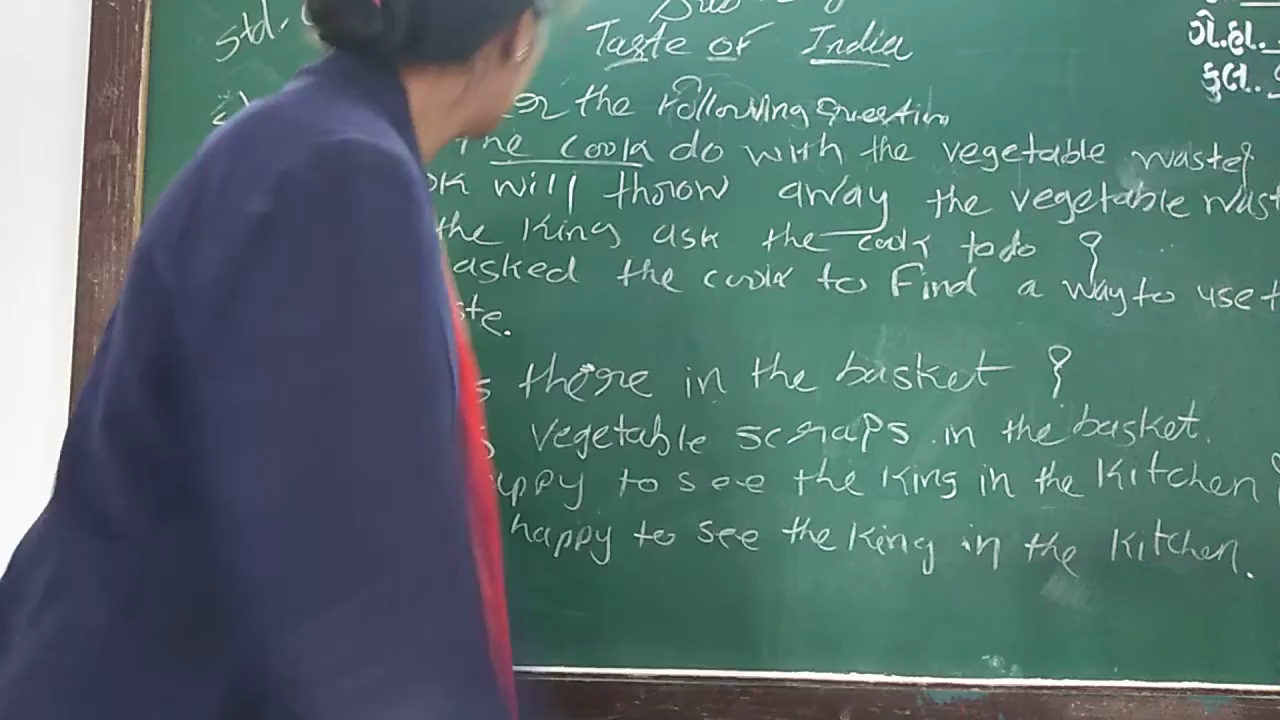 std.
Taste of India
ગે.હા.
કુલ.
the Following Question
The cook do with the vegetable waste?
will throw away the vegetable wast
the King ask the cook to do ?
asked the cook to Find a way to use t
ste.
there in the basket ?
vegetable scraps in the basket.
ppy to see the King in the Kitchen ?
happy to see the King in the Kitchen.